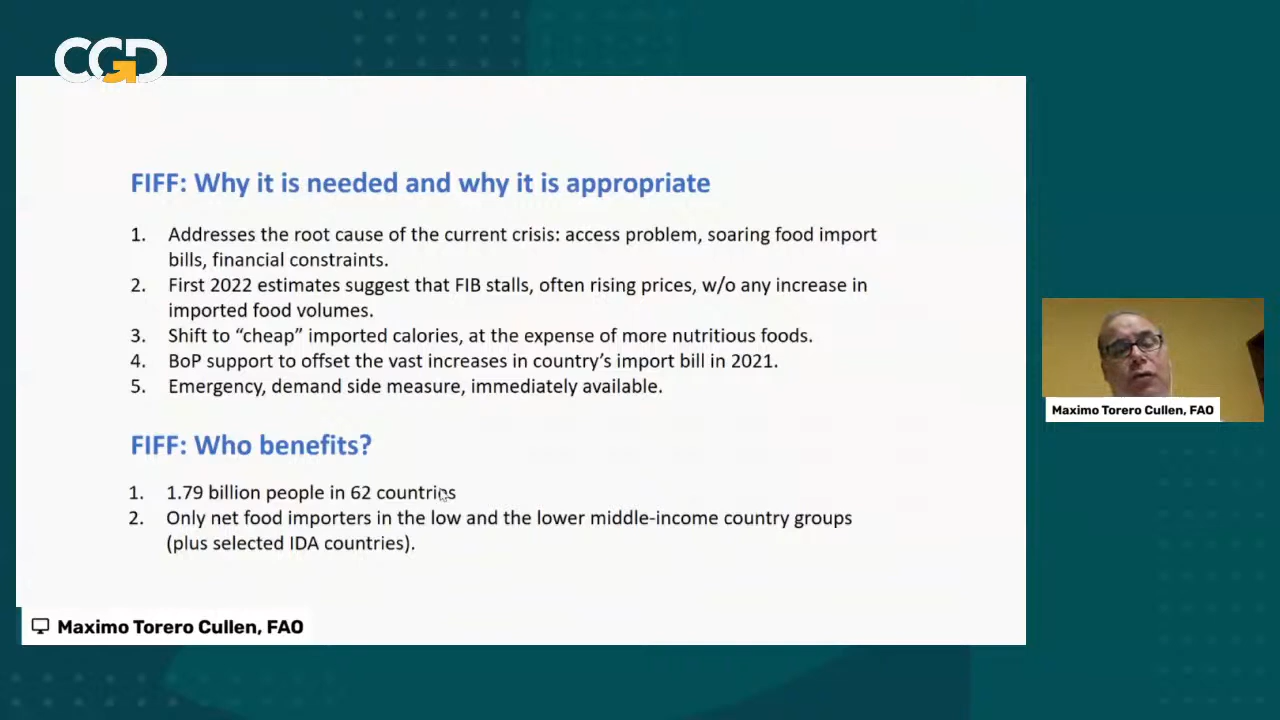 CGD
FIFF: Why it is needed and why it is appropriate
1. Addresses the root cause of the current crisis: access problem, soaring food import
bills, financial constraints.
2. First 2022 estimates suggest that FIB stalls, often rising prices, w/o any increase in
imported food volumes.
3. Shift to “cheap” imported calories, at the expense of more nutritious foods.
4. BoP support to offset the vast increases in country’s import bill in 2021.
5. Emergency, demand side measure, immediately available.
FIFF: Who benefits?
1. 1.79 billion people in 62 countries
2. Only net food importers in the low and the lower middle-income country groups
(plus selected IDA countries).
Maximo Torero Cullen, FAO
Maximo Torero Cullen, FAO